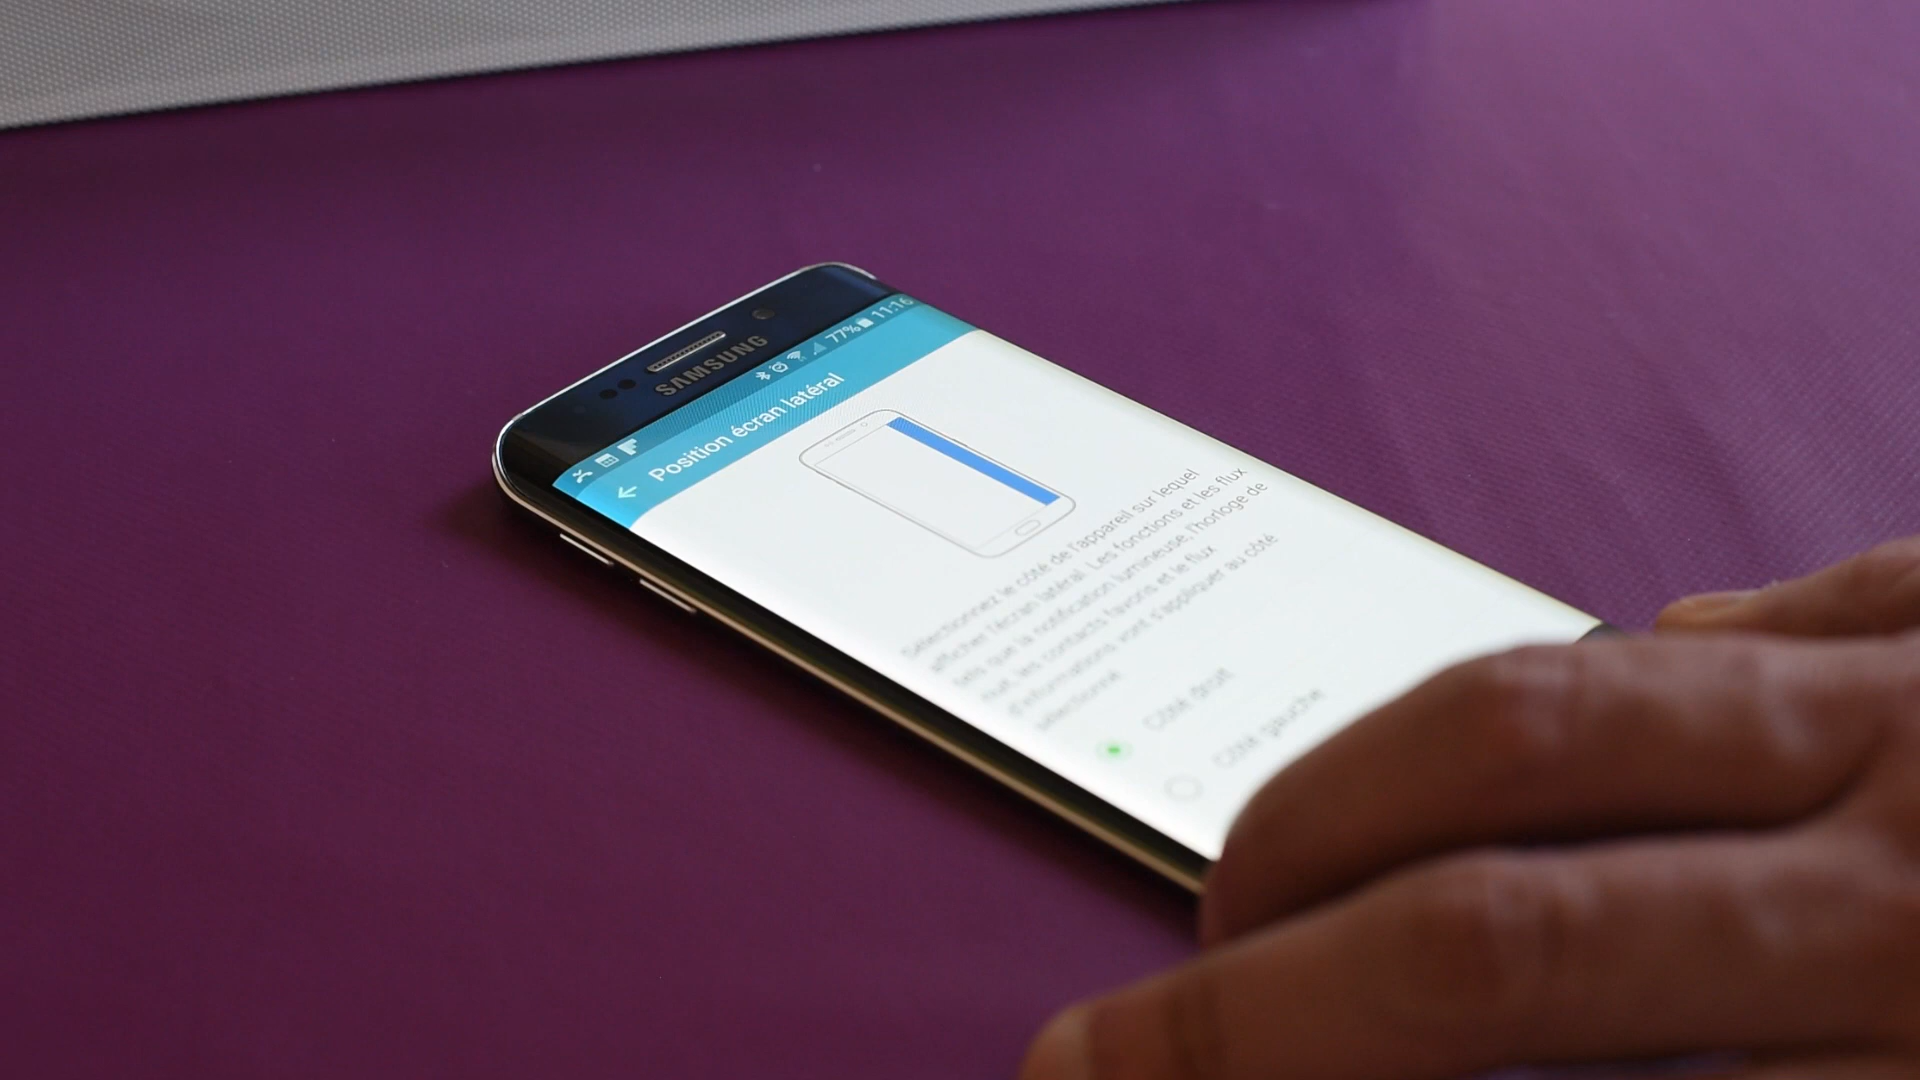 SAMSUNG
77% 11:16
Position écran latéral
Sélectionnez le côté de l'appareil sur lequel
afficher l'écran latéral. Les fonctions et les flux
tels que la notification lumineuse, l'horloge de
nuit, les contacts favoris et le flux
d'informations vont s'appliquer au côté
sélectionné.
Côté droit
Côté gauche